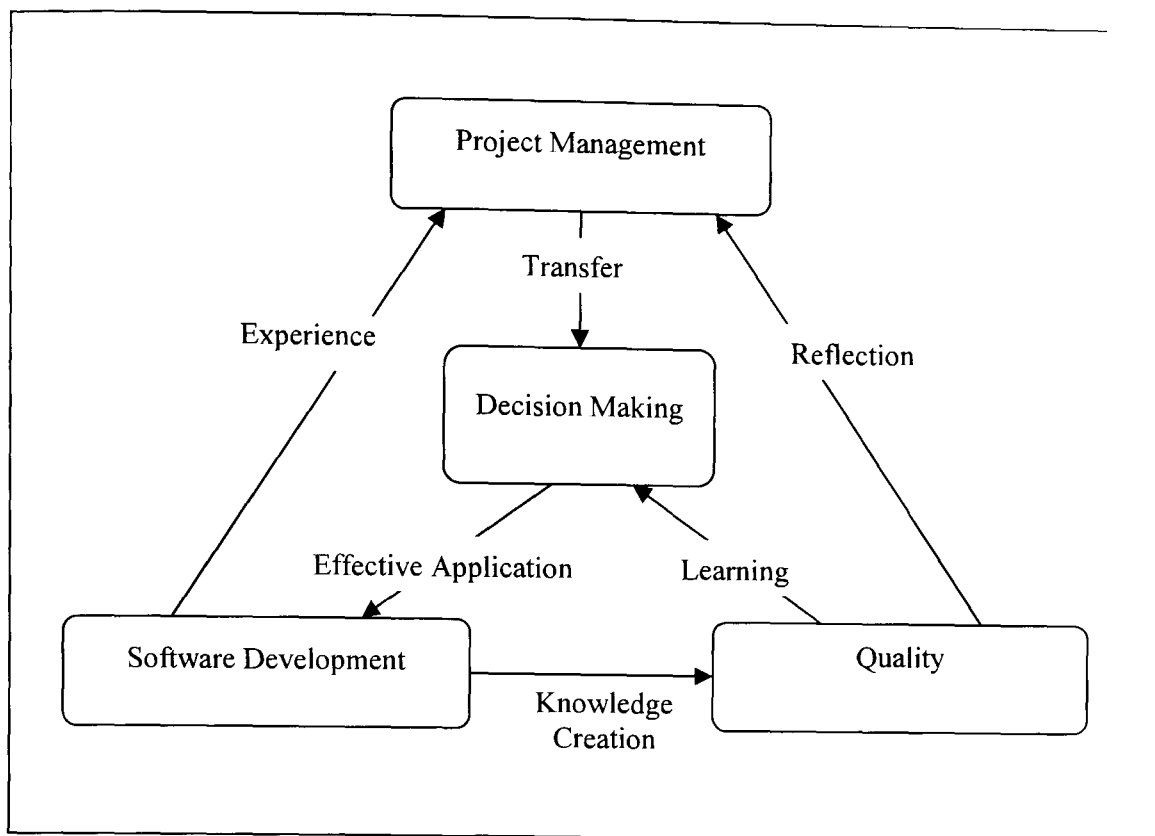 Project Management
Transfer
Experience
Reflection
Decision Making
Effective Application
Learning
Software Development
Quality
Knowledge
Creation